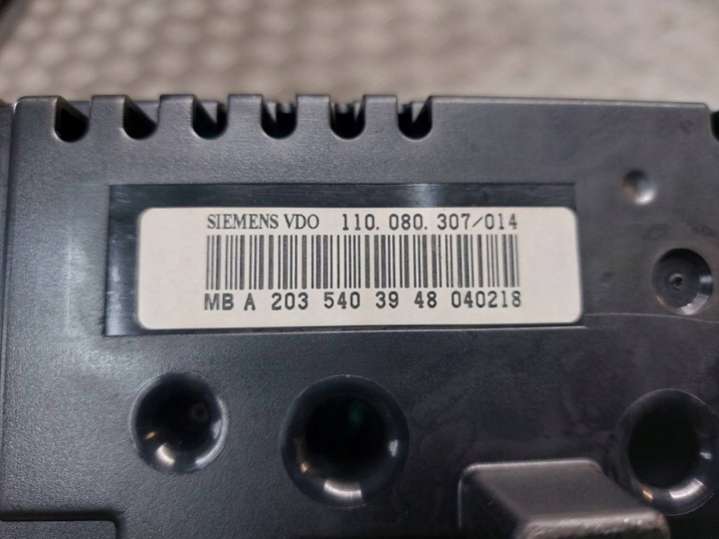 SIEMENS VDO 110.080.307/014
MB A 203 540 39 48 040218